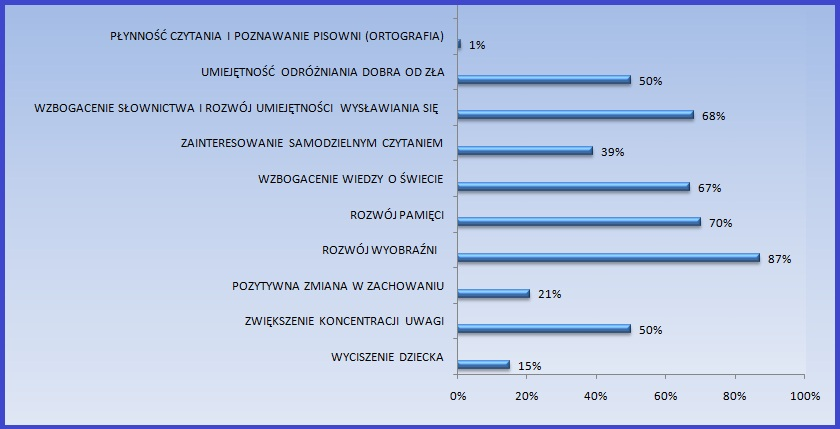 PŁYNNOŚĆ CZYTANIA I POZNAWANIE PISOWNI (ORTOGRAFIA) 1%
UMIEJĘTNOŚĆ ODRÓŻNIANIA DOBRA OD ZŁA 50%
WZBOGACENIE SŁOWNICTWA I ROZWÓJ UMIEJĘTNOŚCI WYSŁAWIANIA SIĘ 68%
ZAINTERESOWANIE SAMODZIELNYM CZYTANIEM 39%
WZBOGACENIE WIEDZY O ŚWIECIE 67%
ROZWÓJ PAMIĘCI 70%
ROZWÓJ WYOBRAŹNI 87%
POZYTYWNA ZMIANA W ZACHOWANIU 21%
ZWIĘKSZENIE KONCENTRACJI UWAGI 50%
WYCISZENIE DZIECKA 15%
0% 20% 40% 60% 80% 100%